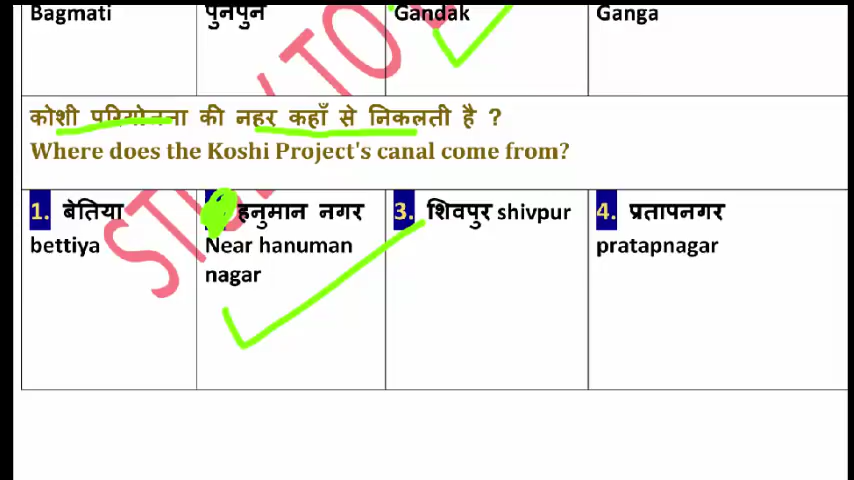 Bagmati पुनपुन Gandak Ganga
कोशी परियोजना की नहर कहाँ से निकलती है ?
Where does the Koshi Project's canal come from?
1. बेतिया हनुमान नगर 3. शिवपुर shivpur 4. प्रतापनगर
bettiya Near hanuman pratapnagar
nagar